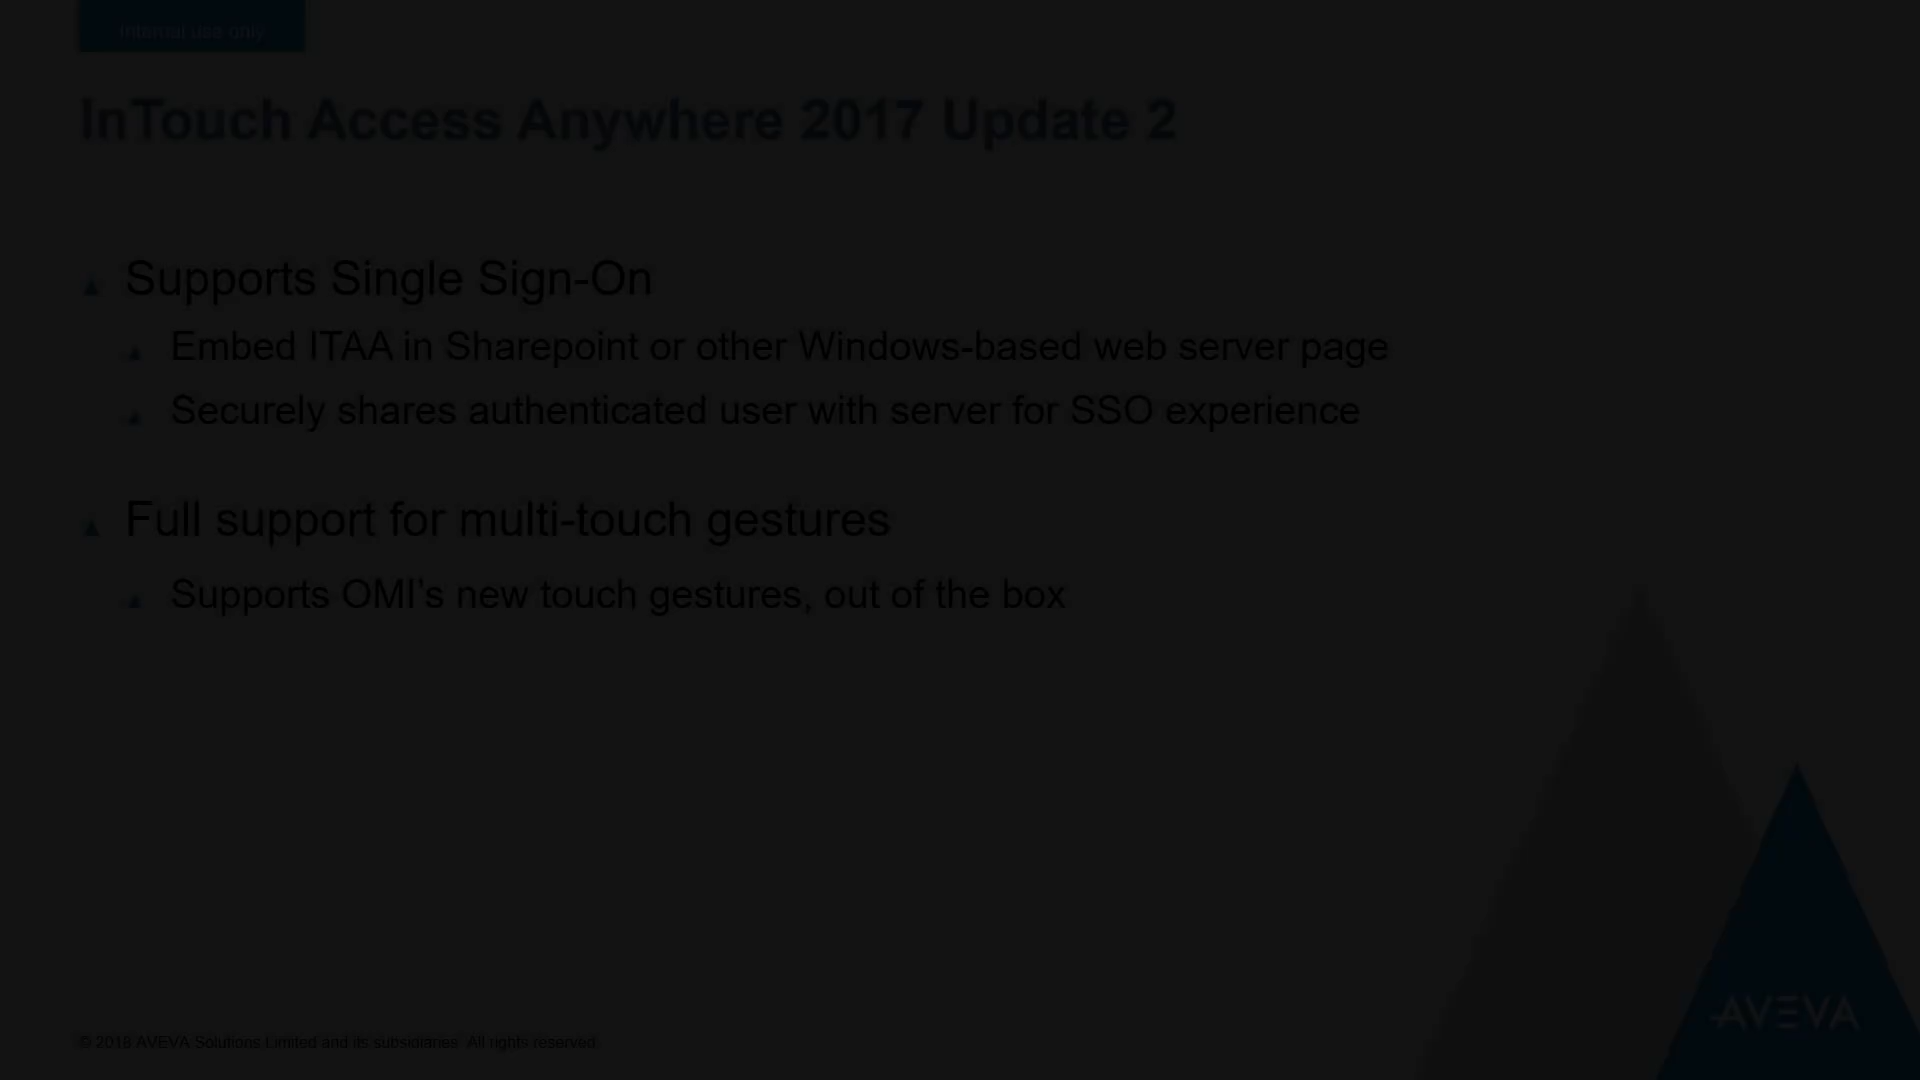 Internal use only
InTouch Access Anywhere 2017 Update 2
Supports Single Sign-On
Embed ITAA in Sharepoint or other Windows-based web server page
Securely shares authenticated user with server for SSO experience
Full support for multi-touch gestures
Supports OMI's new touch gestures, out of the box
AVEVA
© 2018 AVEVA Solutions Limited and its subsidiaries. All rights reserved.